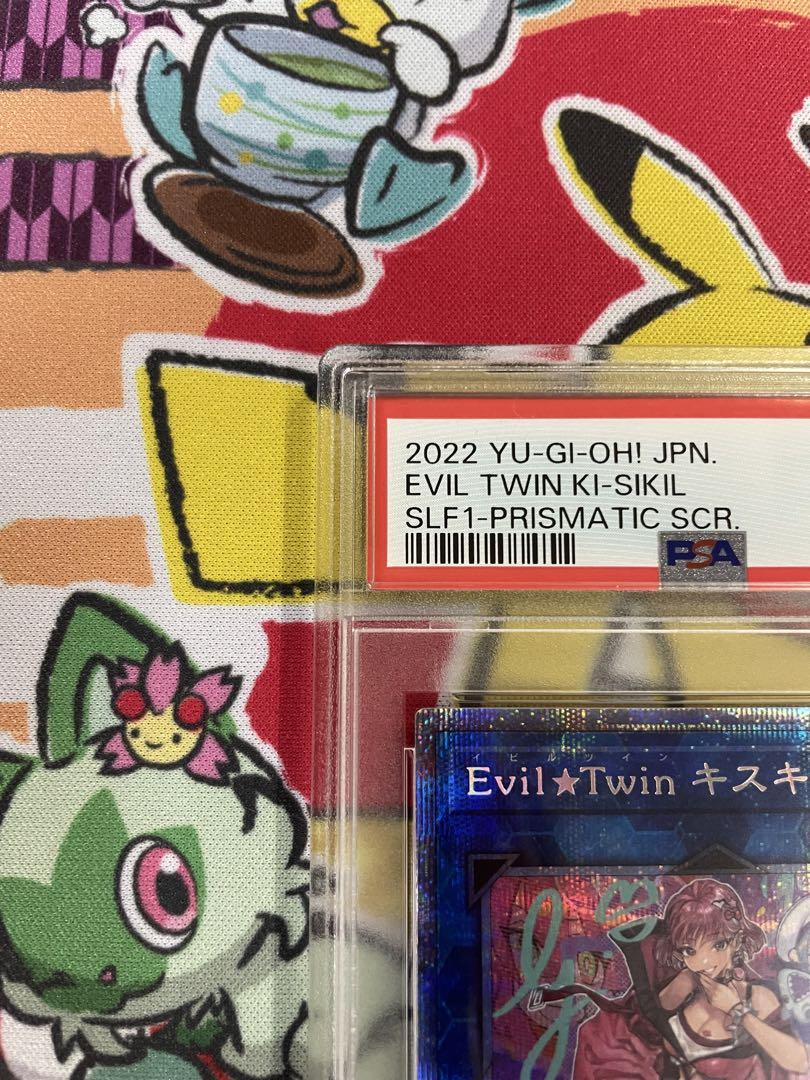 2022 YU-GI-OH! JPN.
EVIL TWIN KI-SIKIL
SLF1-PRISMATIC SCR.
PSA
イビルツイン
Evil★Twin キスキ